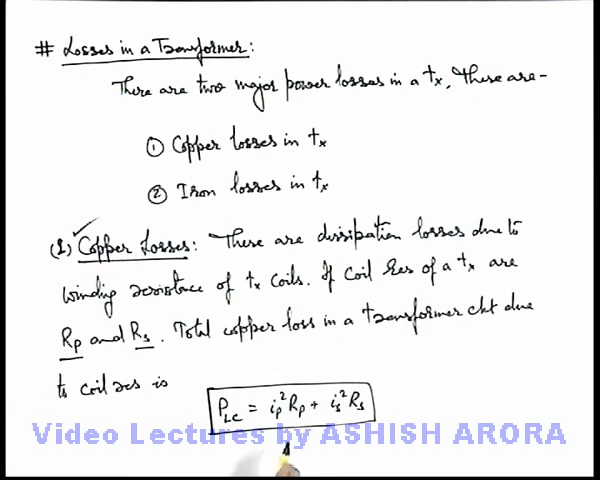 # Losses in a Transformer:
There are two major power losses in a tx, These are-
① Copper losses in tx
② Iron losses in tx
(1) Copper Losses: These are dissipation losses due to
winding resistance of tx coils. If Coil Res of a tx are
Rp and Rs. Total copper loss in a transformer ckt due
to coil res is
PLC = ip²Rp + is²Rs
Video Lectures by ASHISH ARORA